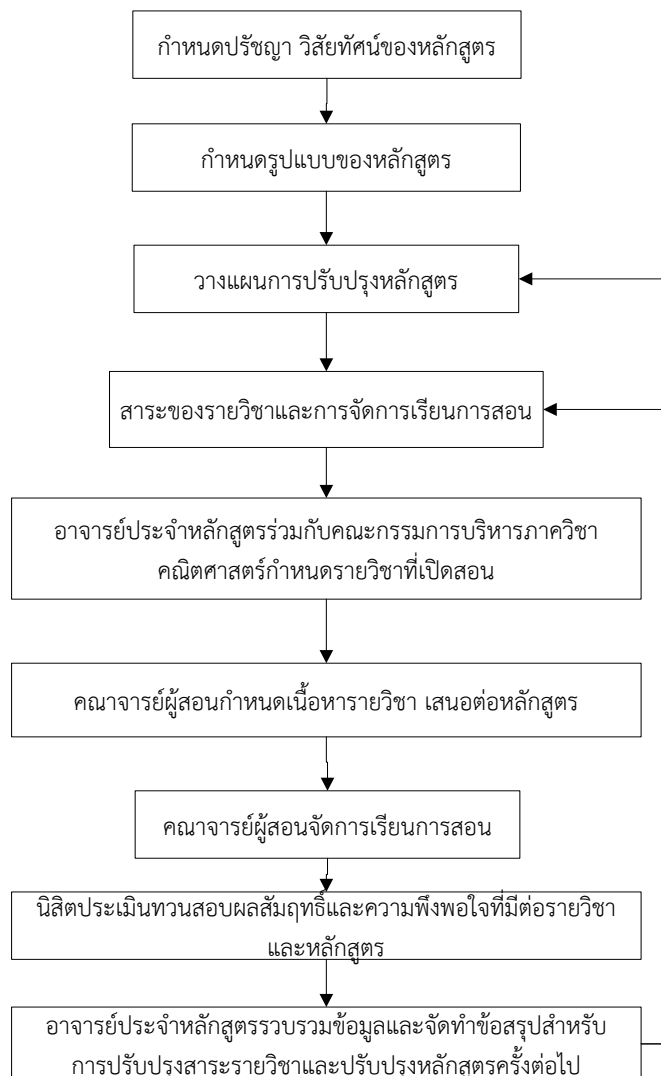 กำหนดปรัชญา วิสัยทัศน์ของหลักสูตร
กำหนดรูปแบบของหลักสูตร
วางแผนการปรับปรุงหลักสูตร
สาระของรายวิชาและการจัดการเรียนการสอน
อาจารย์ประจำหลักสูตรร่วมกับคณะกรรมการบริหารภาควิชา
คณิตศาสตร์กำหนดรายวิชาที่เปิดสอน
คณาจารย์ผู้สอนกำหนดเนื้อหารายวิชา เสนอต่อหลักสูตร
คณาจารย์ผู้สอนจัดการเรียนการสอน
นิสิตประเมินทวนสอบผลสัมฤทธิ์และความพึงพอใจที่มีต่อรายวิชา
และหลักสูตร
อาจารย์ประจำหลักสูตรรวบรวมข้อมูลและจัดทำข้อสรุปสำหรับ
การปรับปรุงสาระรายวิชาและปรับปรุงหลักสูตรครั้งต่อไป